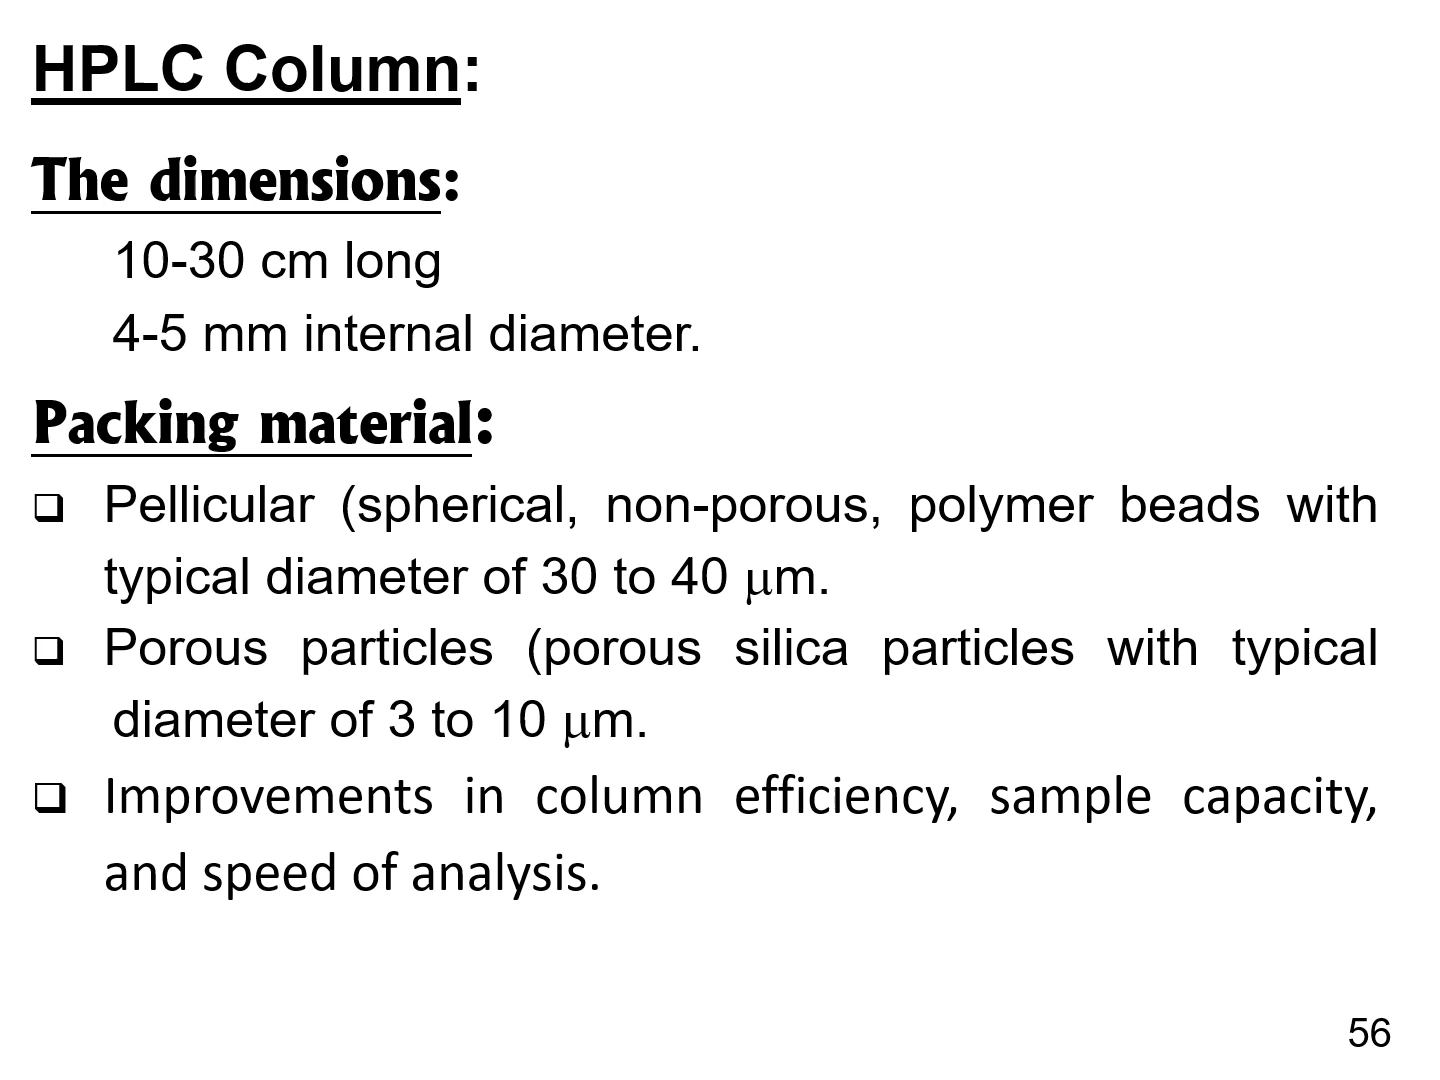 HPLC Column:
The dimensions:
10-30 cm long
4-5 mm internal diameter.
Packing material:
❑ Pellicular (spherical, non-porous, polymer beads with
typical diameter of 30 to 40 μm.
❑ Porous particles (porous silica particles with typical
diameter of 3 to 10 μm.
❑ Improvements in column efficiency, sample capacity,
and speed of analysis.
56